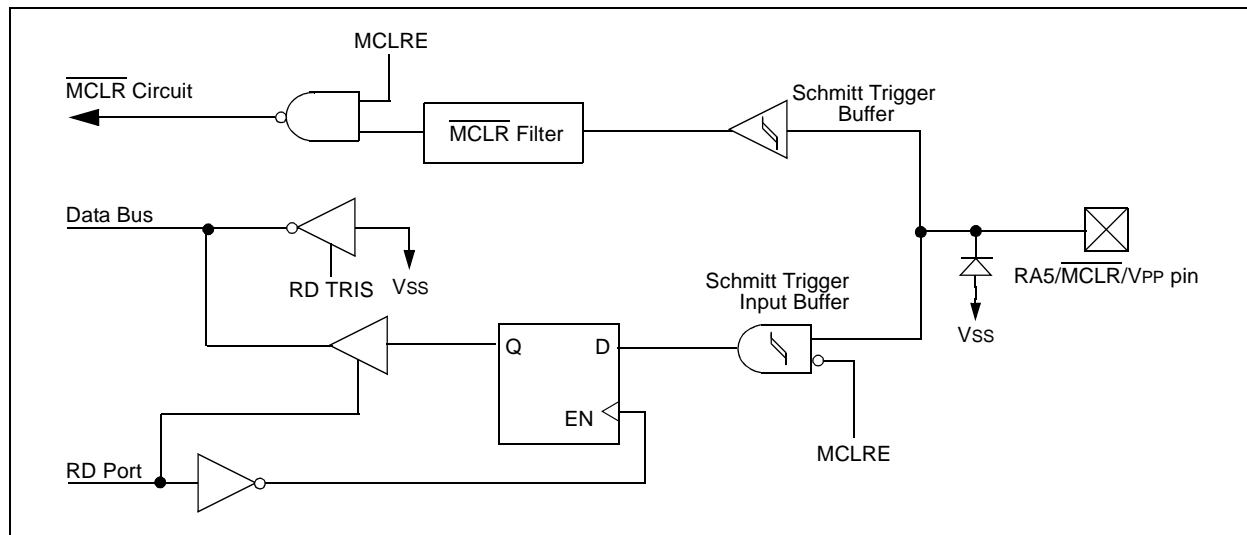 MCLRE
MCLR Circuit
Schmitt Trigger
Buffer
MCLR Filter
Data Bus
RD TRIS
VSS
RA5/MCLR/VPP pin
Schmitt Trigger
Input Buffer
VSS
Q
D
EN
MCLRE
RD Port